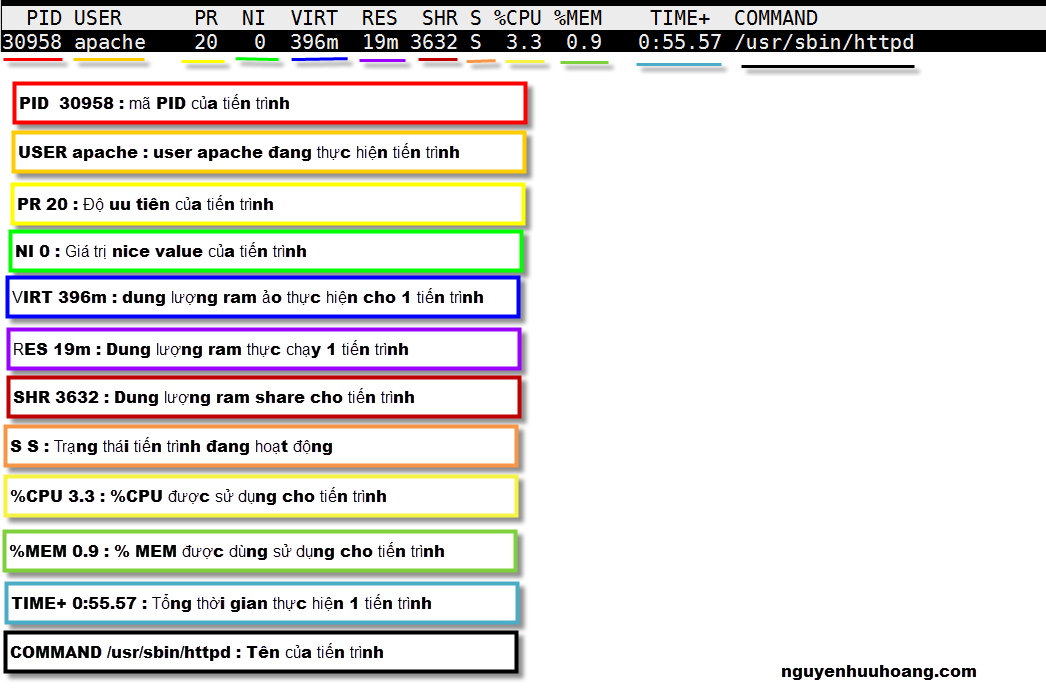 PID USER PR NI VIRT RES SHR S %CPU %MEM TIME+ COMMAND
30958 apache 20 0 396m 19m 3632 S 3.3 0.9 0:55.57 /usr/sbin/httpd
PID 30958 : mã PID của tiến trình
USER apache : user apache đang thực hiện tiến trình
PR 20 : Độ uu tiên của tiến trình
NI 0 : Giá trị nice value của tiến trình
VIRT 396m : dung lượng ram ảo thực hiện cho 1 tiến trình
RES 19m : Dung lượng ram thực chạy 1 tiến trình
SHR 3632 : Dung lượng ram share cho tiến trình
S S : Trạng thái tiến trình đang hoạt động
%CPU 3.3 : %CPU được sử dụng cho tiến trình
%MEM 0.9 : % MEM được dùng sử dụng cho tiến trình
TIME+ 0:55.57 : Tổng thời gian thực hiện 1 tiến trình
COMMAND /usr/sbin/httpd : Tên của tiến trình
nguyenhuuhoang.com